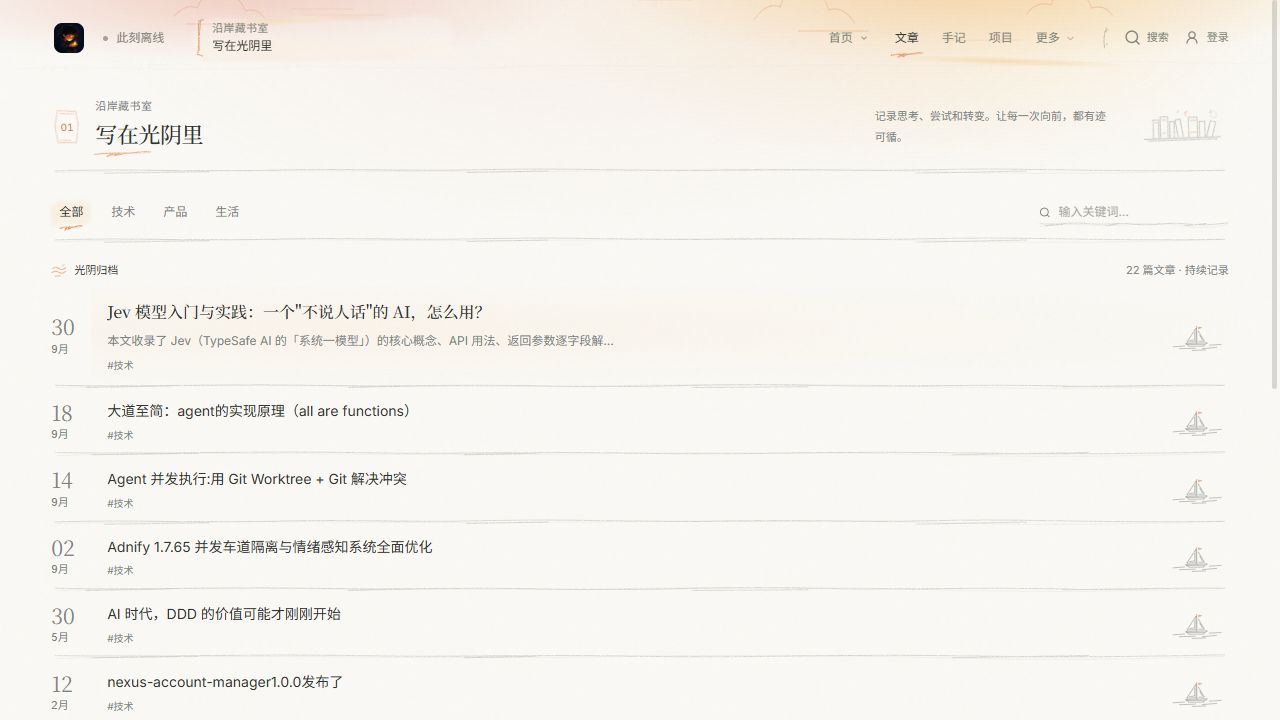 此刻离线
沿岸藏书室
写在光阴里
首页
文章
手记
项目
更多
搜索
登录
01
沿岸藏书室
写在光阴里
记录思考、尝试和转变。让每一次向前，都有迹
可循。
全部
技术
产品
生活
输入关键词...
光阴归档
22 篇文章 · 持续记录
30
9月
Jev 模型入门与实践：一个"不说人话"的 AI，怎么用？
本文收录了 Jev（TypeSafe AI 的「系统一模型」）的核心概念、API 用法、返回参数逐字段解...
#技术
18
9月
大道至简：agent的实现原理（all are functions）
#技术
14
9月
Agent 并发执行:用 Git Worktree + Git 解决冲突
#技术
02
9月
Adnify 1.7.65 并发车道隔离与情绪感知系统全面优化
#技术
30
5月
AI 时代，DDD 的价值可能才刚刚开始
#技术
12
2月
nexus-account-manager1.0.0发布了
#技术